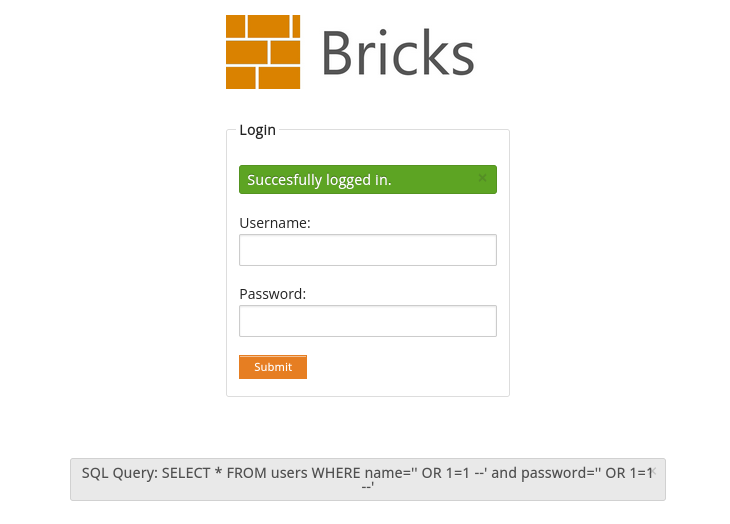 Bricks
Login
Succesfully logged in.
Username:
Password:
Submit
SQL Query: SELECT * FROM users WHERE name='' OR 1=1 --' and password='' OR 1=1
--'